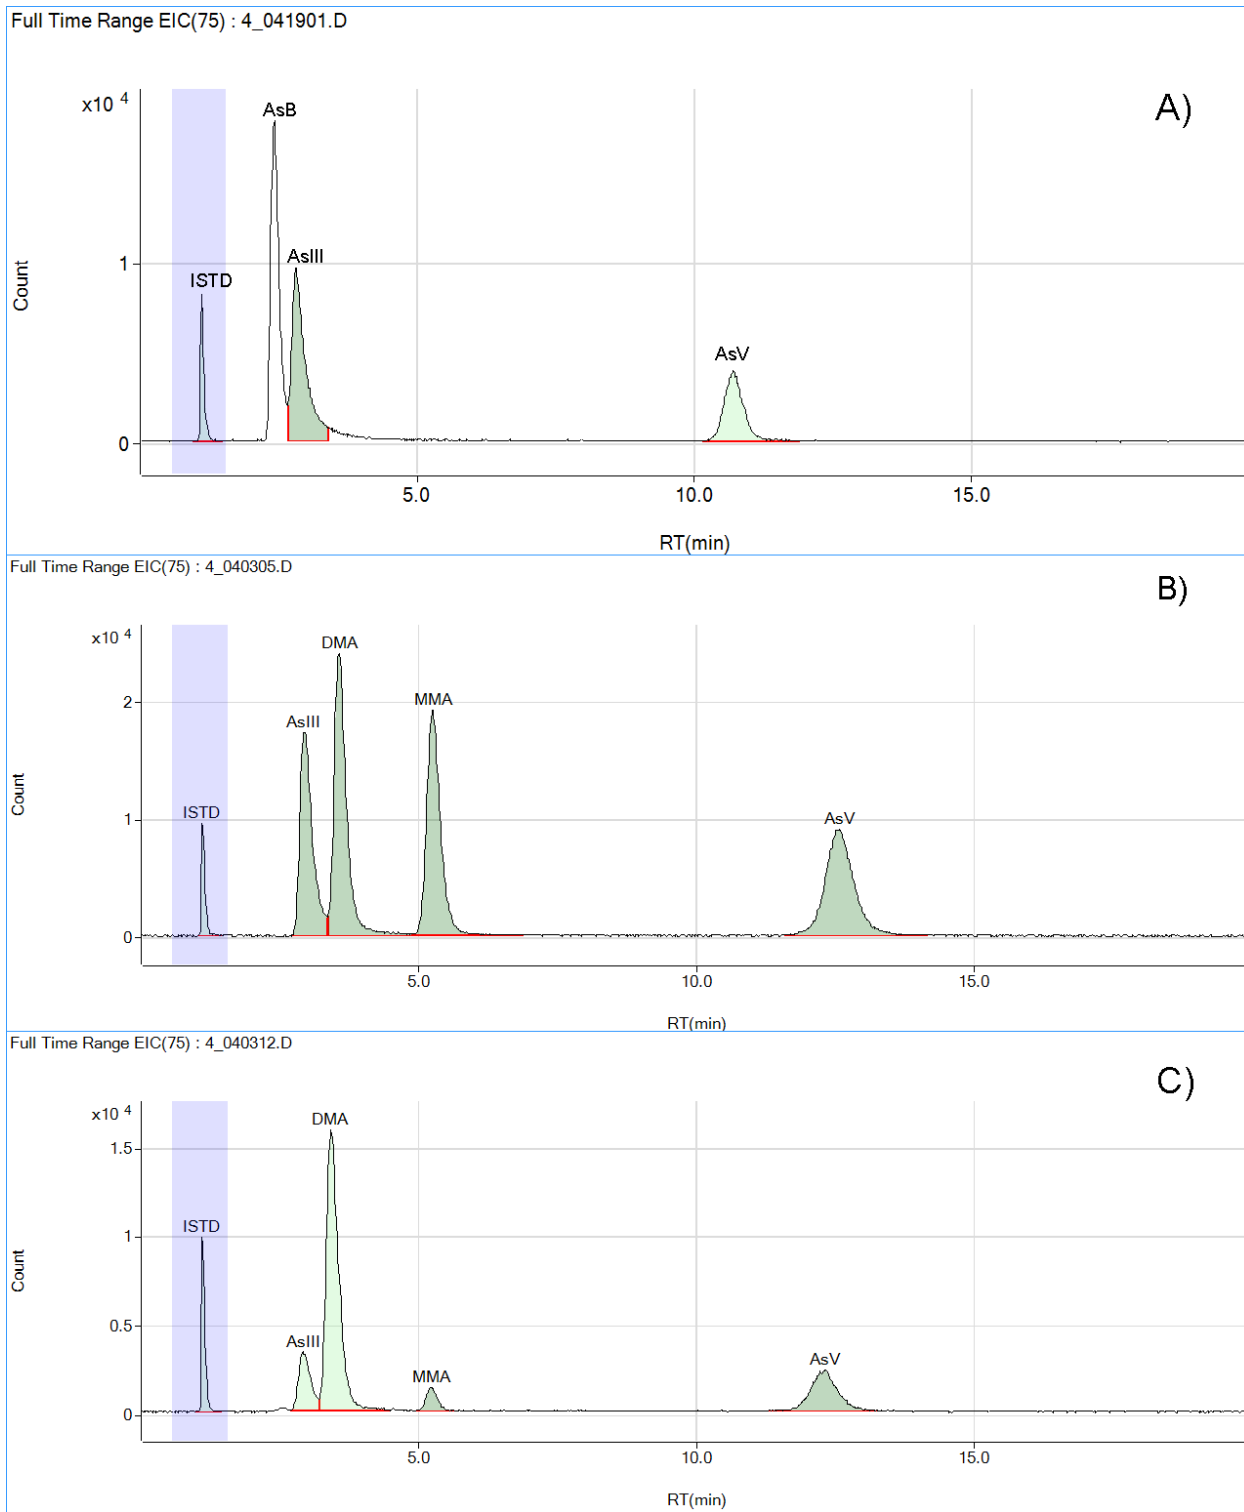 Full Time Range EIC(75) : 4_041901.D
A)
x10 4
AsB
AsIII
ISTD
AsV
1
0
Count
5.0 10.0 15.0
RT(min)
Full Time Range EIC(75) : 4_040305.D
B)
x10 4
DMA
MMA
AsIII
ISTD
AsV
2
1
0
Count
5.0 10.0 15.0
RT(min)
Full Time Range EIC(75) : 4_040312.D
C)
x10 4
DMA
1.5
ISTD
1
Count
0.5
AsIII
MMA
AsV
0
5.0 10.0 15.0
RT(min)